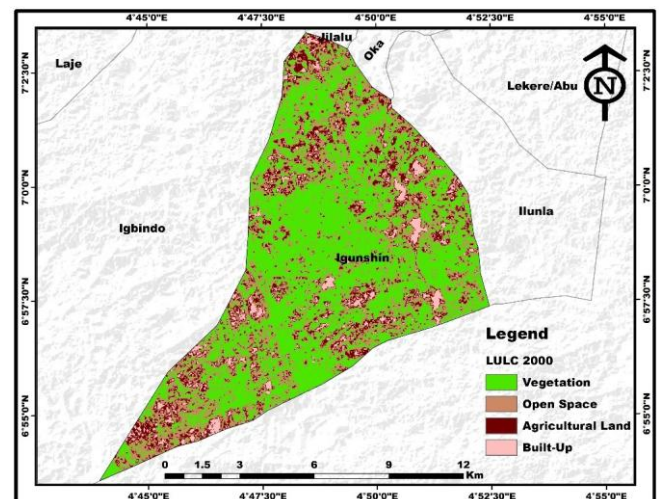 4°45'0"E 4°47'30"E 4°50'0"E 4°52'30"E 4°55'0"E
Jilalu
Oka
Laje
7°2'30"N 7°2'30"N
Lekere/Abu
N
7°0'0"N 7°0'0"N
Ilunla
Igbindo
Igunshin
6°57'30"N 6°57'30"N
Legend
LULC 2000
Vegetation
Open Space
Agricultural Land
Built-Up
6°55'0"N 6°55'0"N
0 1.5 3 6 9 12
Km
4°45'0"E 4°47'30"E 4°50'0"E 4°52'30"E 4°55'0"E